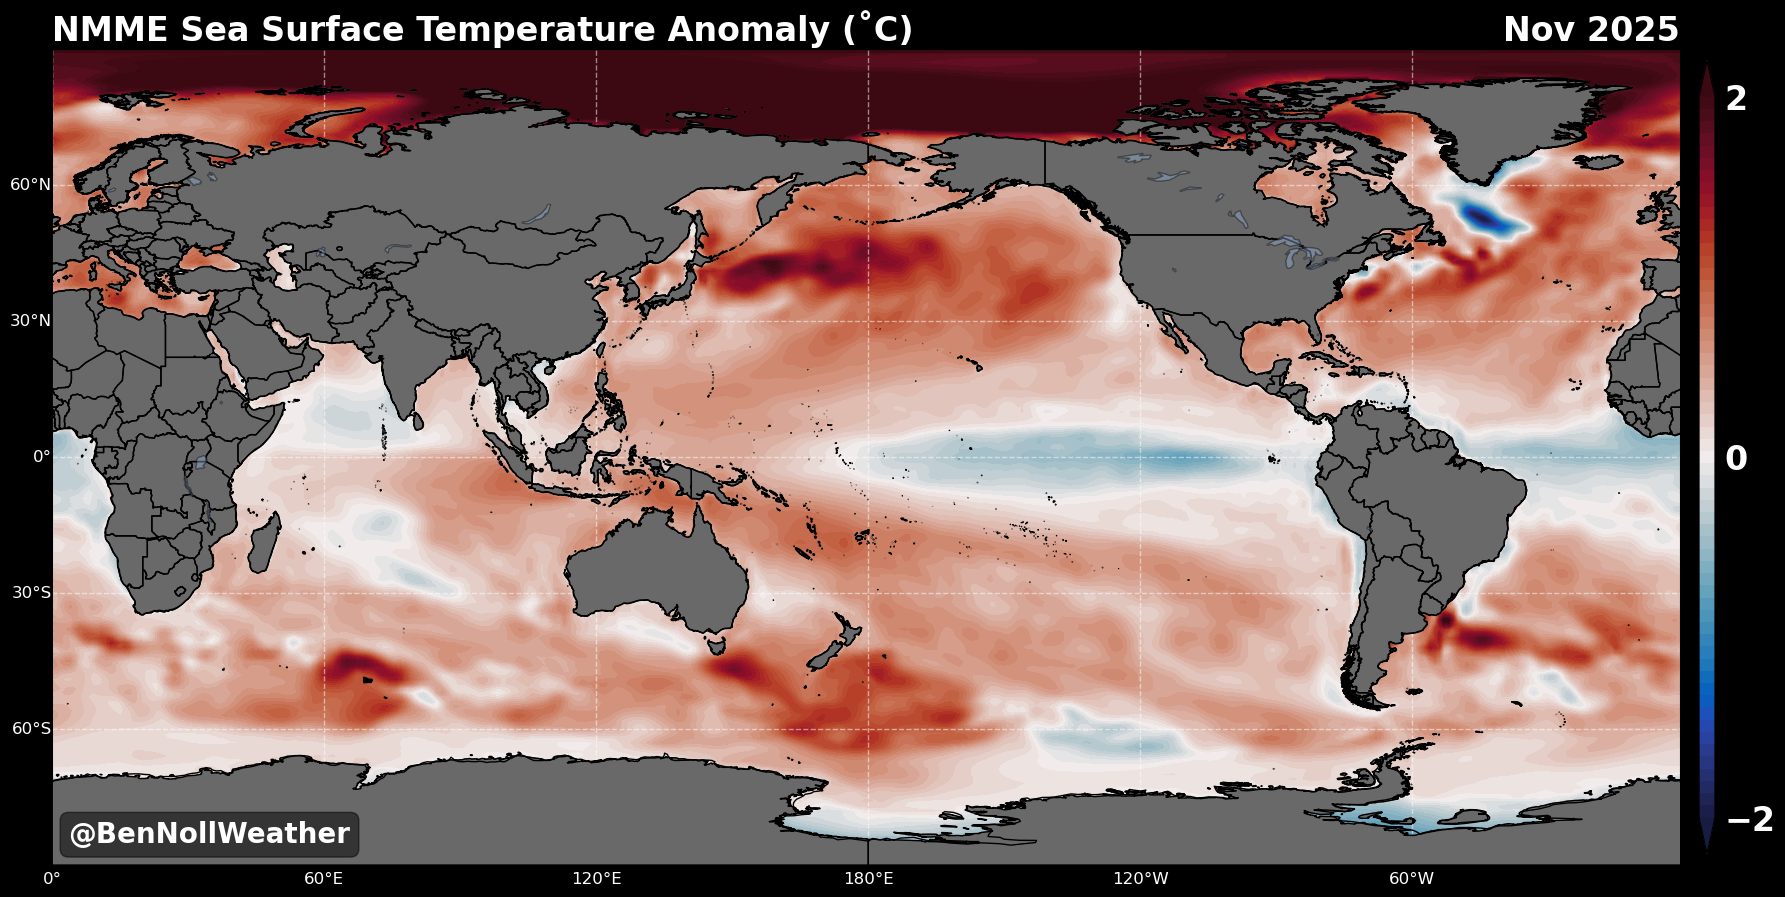 NMME Sea Surface Temperature Anomaly (˚C)
Nov 2025
2
0
−2
60°N
30°N
0°
30°S
60°S
@BenNollWeather
0°
60°E
120°E
180°E
120°W
60°W